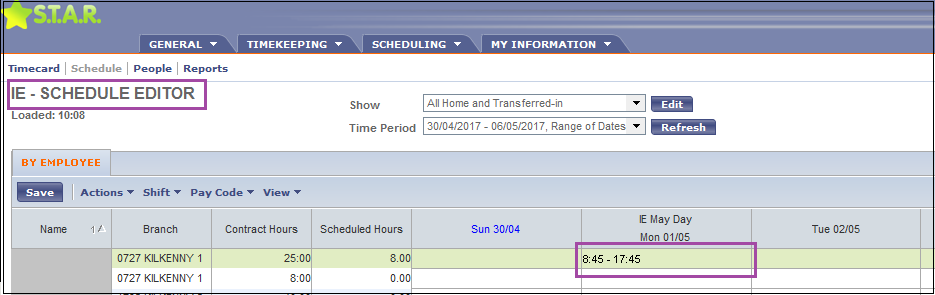 S.T.A.R.
GENERAL TIMEKEEPING SCHEDULING MY INFORMATION
Timecard Schedule People Reports
IE - SCHEDULE EDITOR
Loaded: 10:08
Show All Home and Transferred-in Edit
Time Period 30/04/2017 - 06/05/2017, Range of Dates Refresh
BY EMPLOYEE
Save Actions Shift Pay Code View
IE May Day
Name 1 Branch Contract Hours Scheduled Hours Sun 30/04 Mon 01/05 Tue 02/05
0727 KILKENNY 1 25:00 8.00 8:45 - 17:45
0727 KILKENNY 1 8:00 0.00